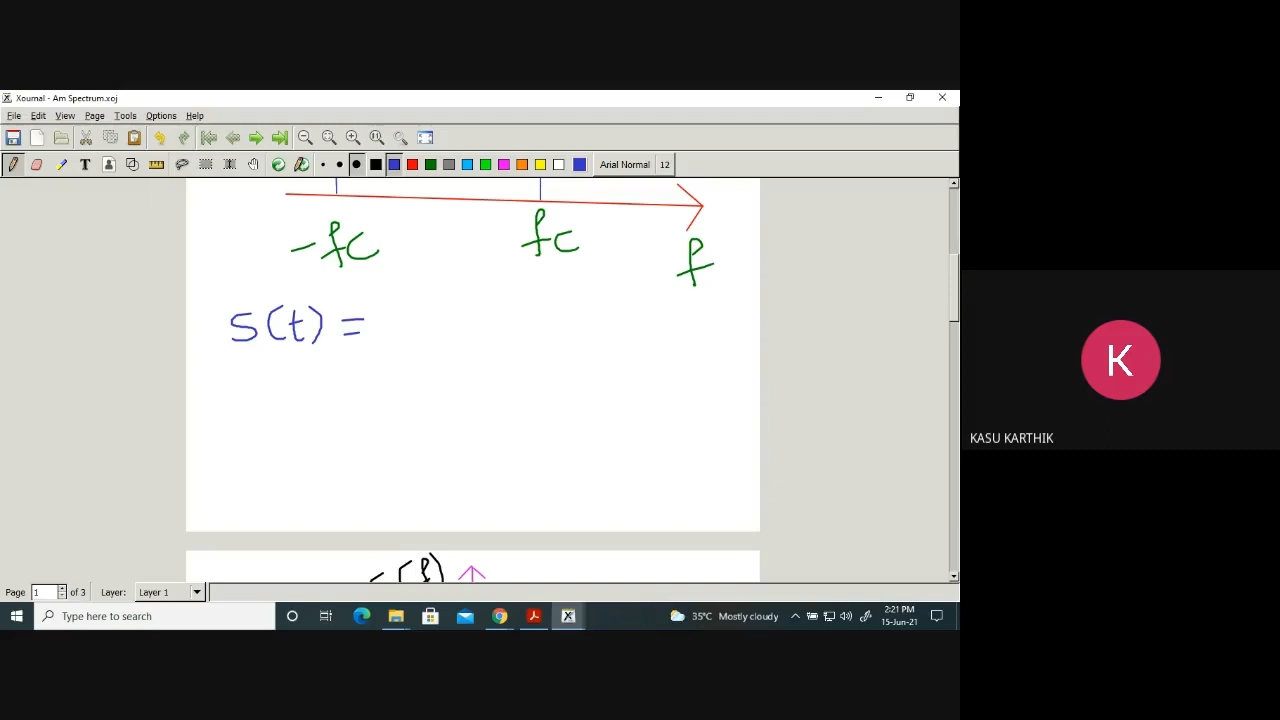 Xournal - Am Spectrum.xoj
File Edit View Page Tools Options Help
Arial Normal 12
-fc fc f
S(t) =
(f)
Page 1 of 3 Layer: Layer 1
Type here to search
35°C Mostly cloudy
2:21 PM
15-Jun-21
K
KASU KARTHIK